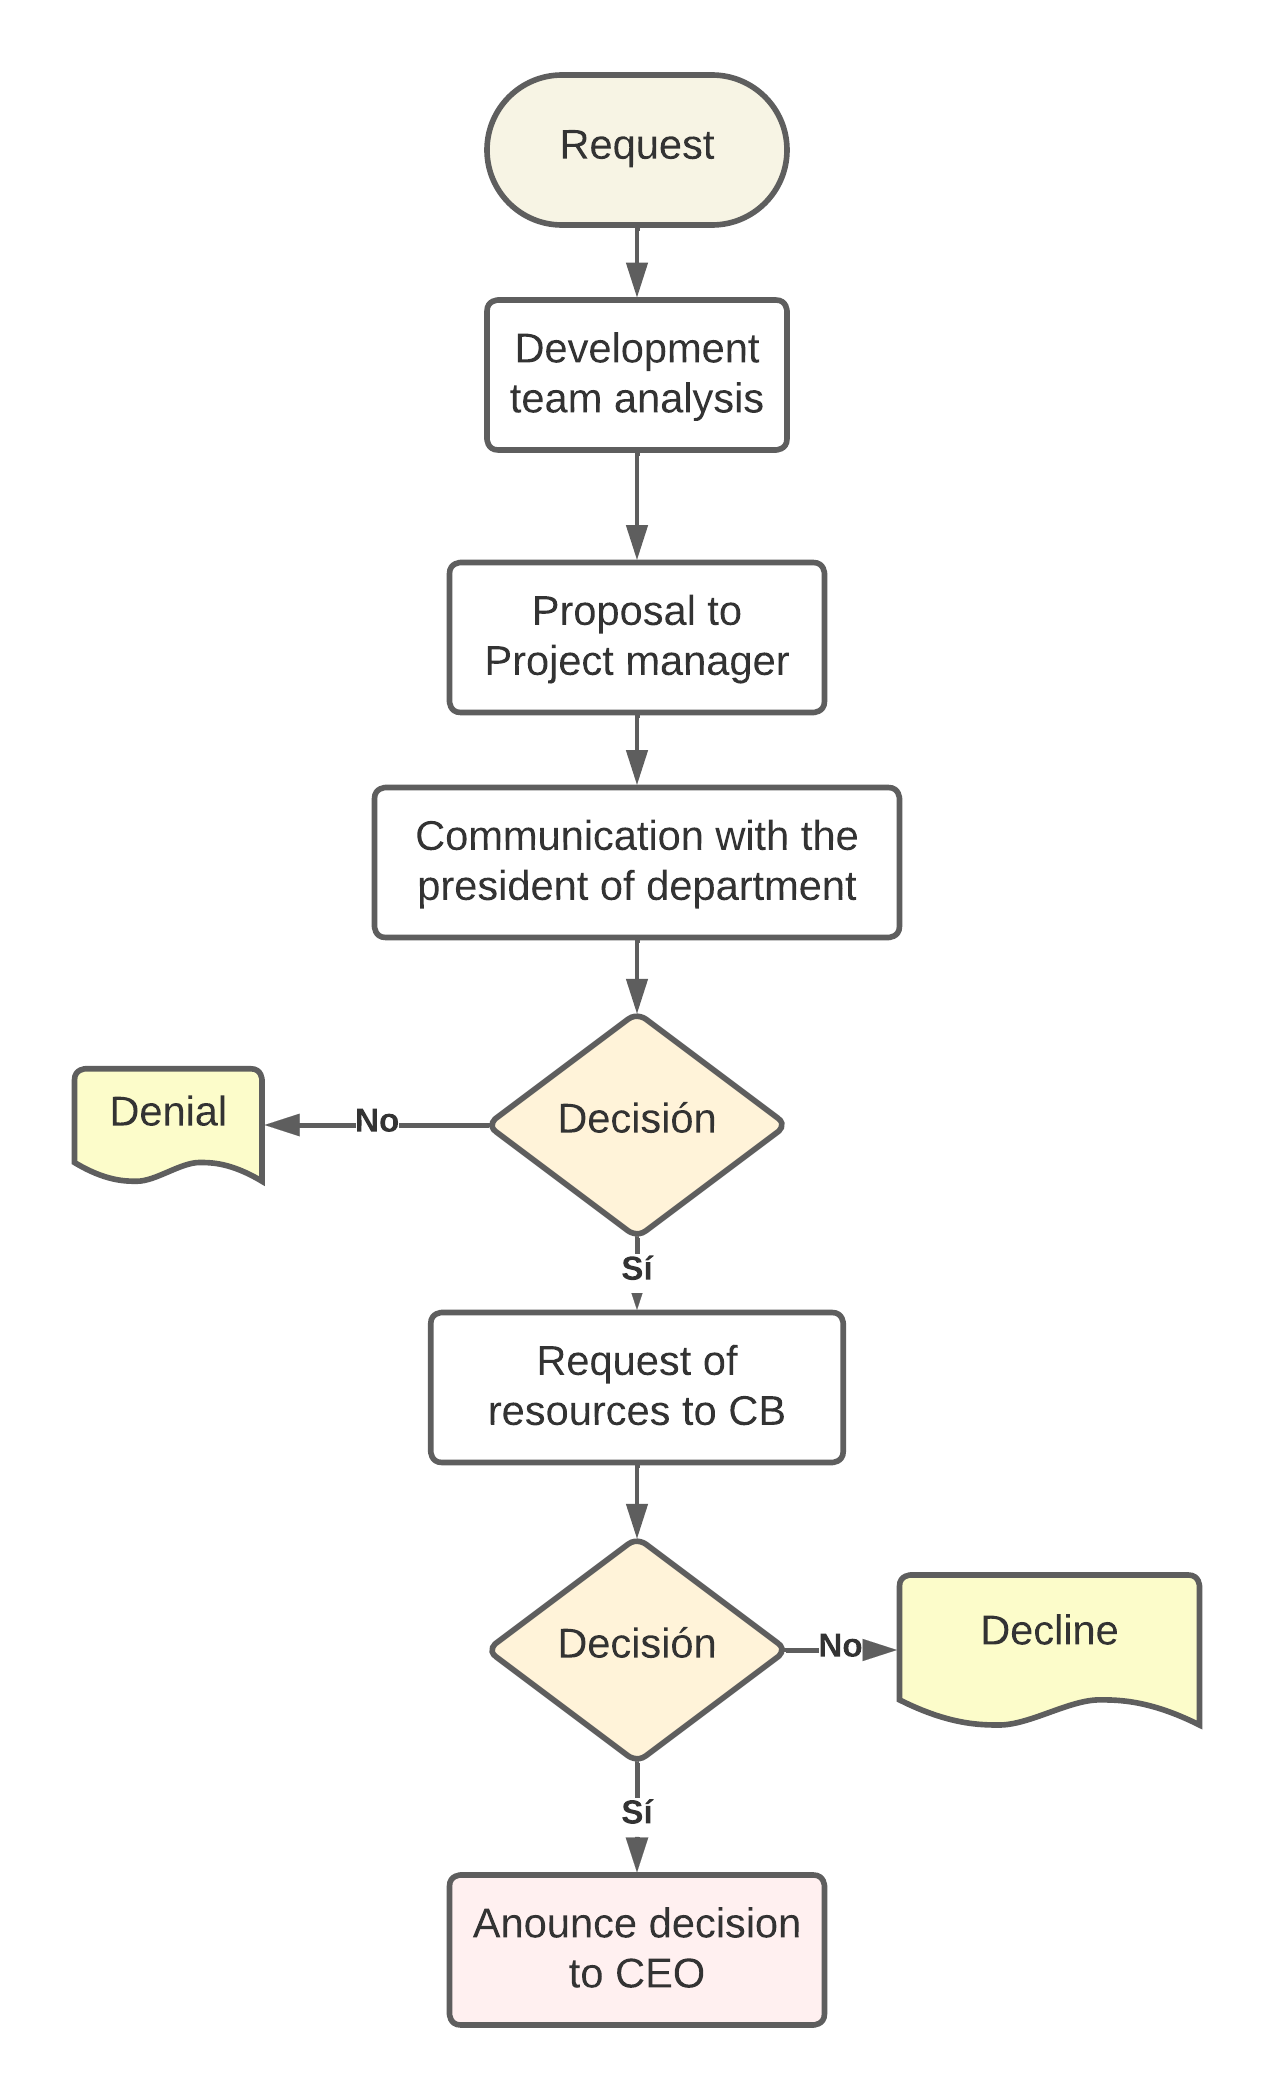 Request
Development
team analysis
Proposal to
Project manager
Communication with the
president of department
Decisión
No
Denial
Sí
Request of
resources to CB
Decisión
No
Decline
Sí
Anounce decision
to CEO